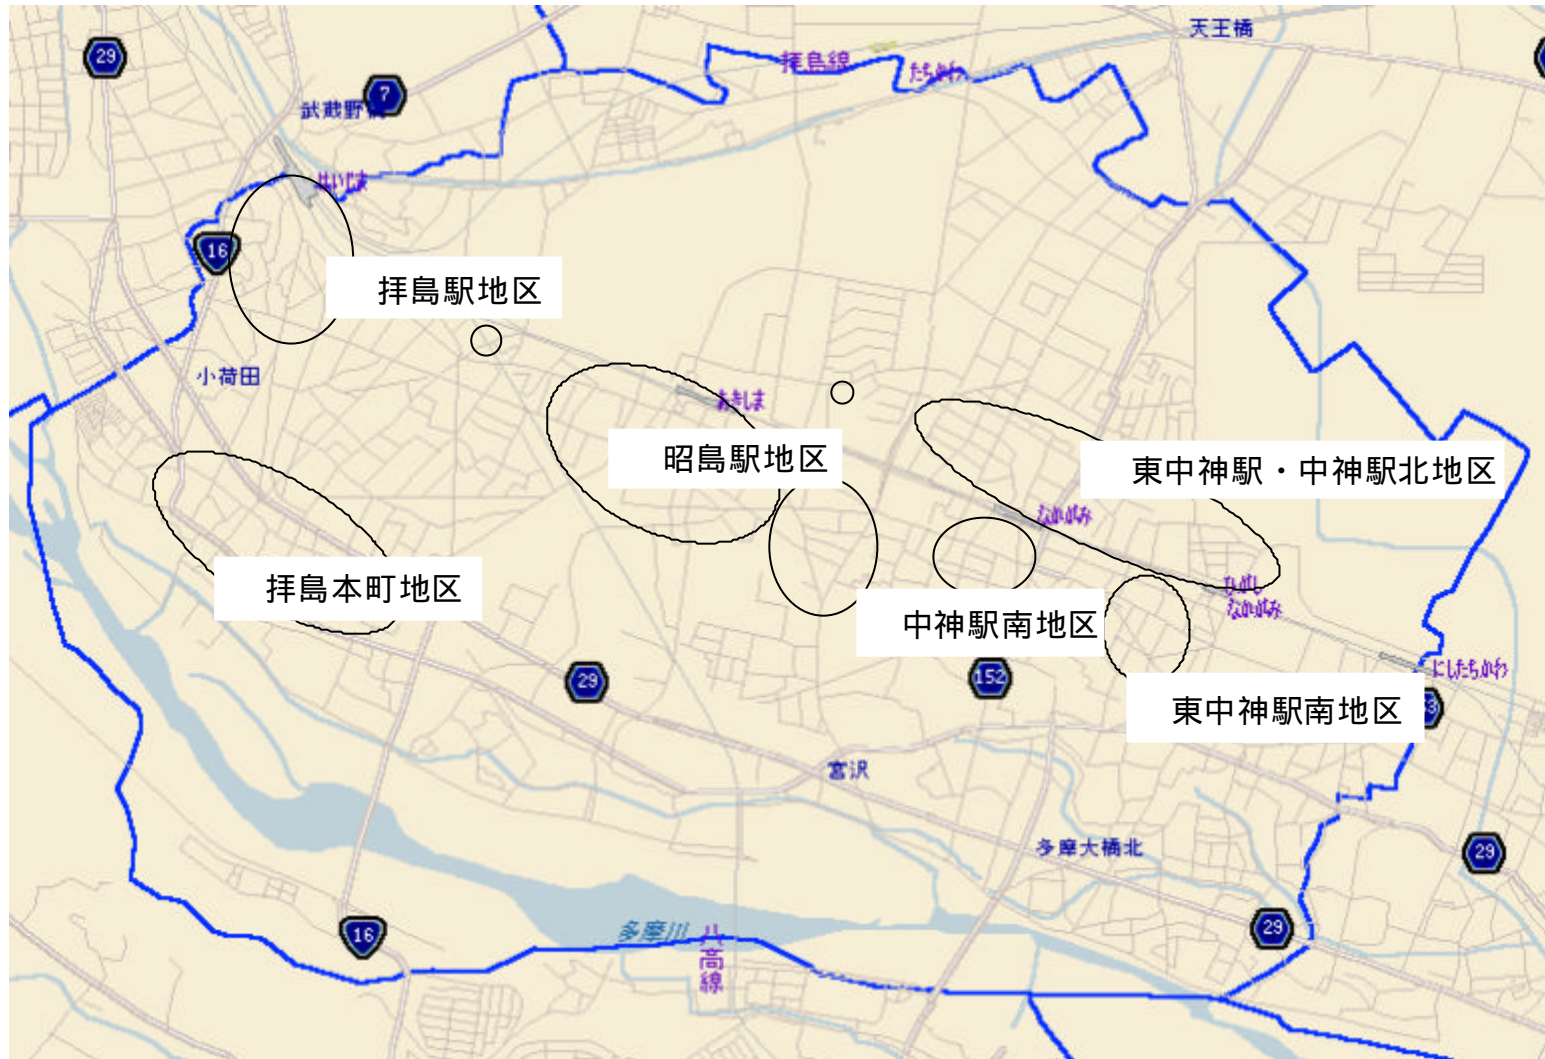 天王橋
29
拝島線
たちかわ
7
武蔵野橋
はいじま
16
拝島駅地区
小荷田
あきしま
昭島駅地区
東中神駅・中神駅北地区
なかがみ
拝島本町地区
ひがし
なかがみ
中神駅南地区
にしたちかわ
29
152
東中神駅南地区
宮沢
多摩大橋北
29
16
多摩川
八高線
29